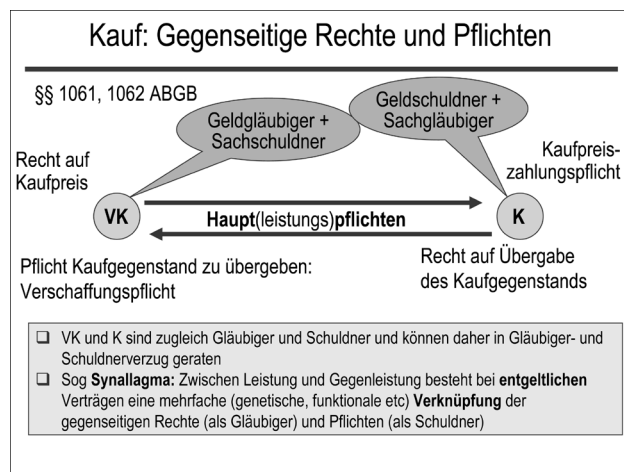 Kauf: Gegenseitige Rechte und Pflichten
§§ 1061, 1062 ABGB
Geldgläubiger +
Sachschuldner
Geldschuldner +
Sachgläubiger
Recht auf
Kaufpreis
Kaufpreis-
zahlungspflicht
VK
Haupt(leistungs)pflichten
K
Pflicht Kaufgegenstand zu übergeben:
Verschaffungspflicht
Recht auf Übergabe
des Kaufgegenstands
❑ VK und K sind zugleich Gläubiger und Schuldner und können daher in Gläubiger- und
Schuldnerverzug geraten
❑ Sog Synallagma: Zwischen Leistung und Gegenleistung besteht bei entgeltlichen
Verträgen eine mehrfache (genetische, funktionale etc) Verknüpfung der
gegenseitigen Rechte (als Gläubiger) und Pflichten (als Schuldner)